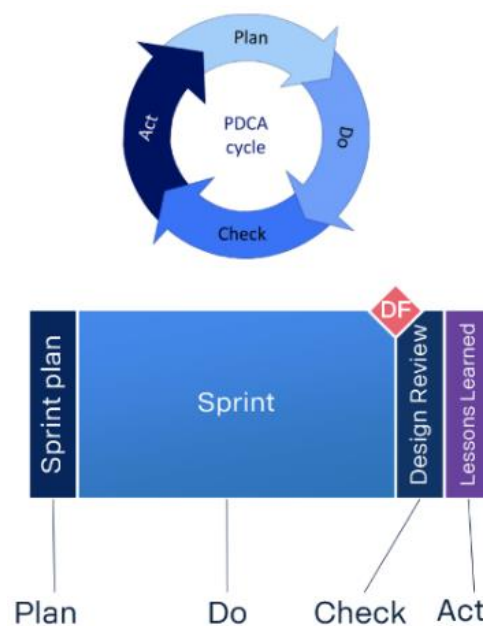 Plan
Act
PDCA
cycle
Do
Check
DF
Sprint plan
Sprint
Design Review
Lessons Learned
Plan
Do
Check
Act